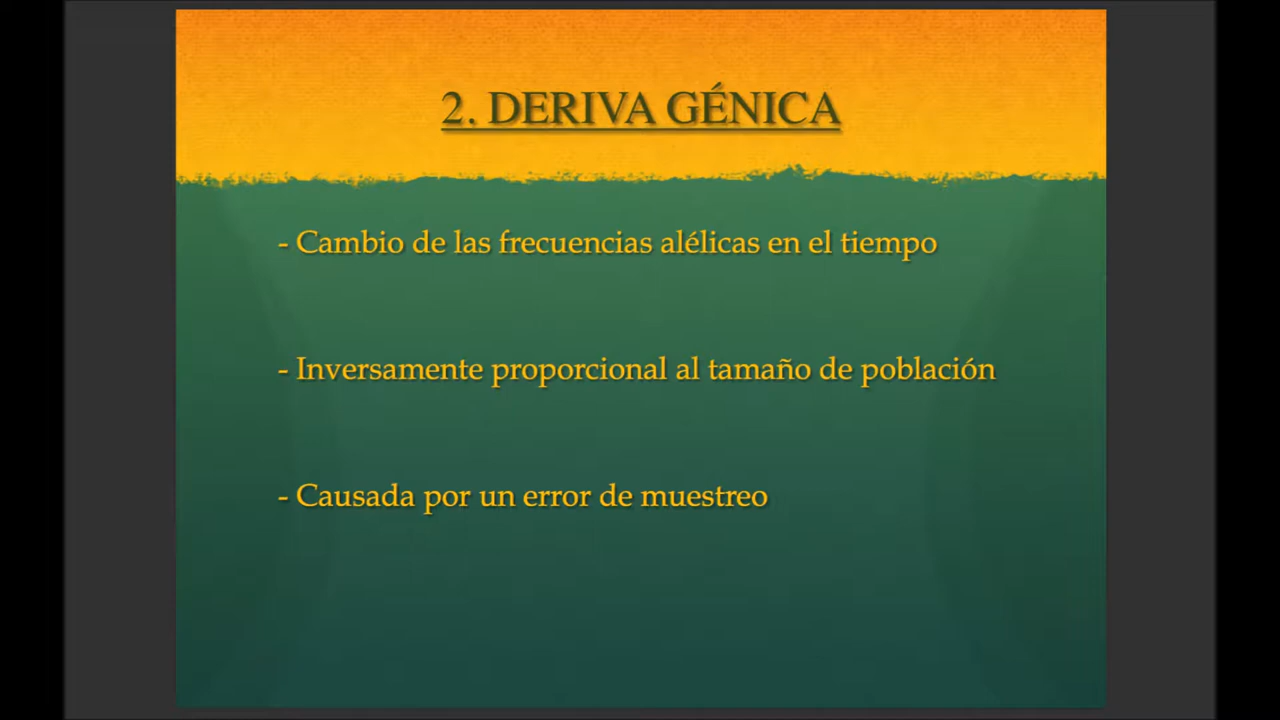 2. DERIVA GÉNICA
- Cambio de las frecuencias alélicas en el tiempo
- Inversamente proporcional al tamaño de población
- Causada por un error de muestreo